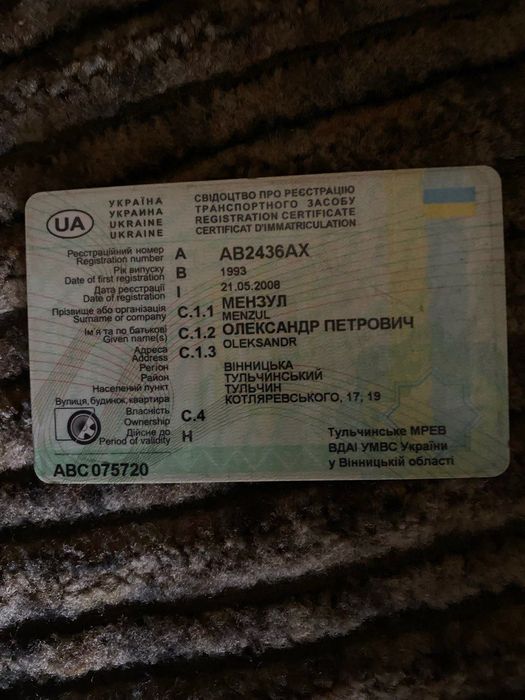 UA
УКРАЇНА
УКРАИНА
UKRAINE
UKRAINE
СВІДОЦТВО ПРО РЕЄСТРАЦІЮ
ТРАНСПОРТНОГО ЗАСОБУ
REGISTRATION CERTIFICATE
CERTIFICAT D'IMMATRICULATION
Реєстраційний номер A AB2436AX
Registration number
Рік випуску B 1993
Date of first registration
Дата реєстрації I 21.05.2008
Date of registration
Прізвище або організація C.1.1 МЕНЗУЛ
Surname of company MENZUL
Ім'я та по батькові C.1.2 ОЛЕКСАНДР ПЕТРОВИЧ
Given name(s) OLEKSANDR
Адреса C.1.3
Address
Регіон ВІННИЦЬКА
Район ТУЛЬЧИНСЬКИЙ
Населений пункт ТУЛЬЧИН
Вулиця, будинок, квартира КОТЛЯРЕВСЬКОГО, 17, 19
Власність C.4
Ownership
Дійсне до H
Period of validity
Тульчинське МРЕВ
ВДАІ УМВС України
у Вінницькій області
ABC 075720